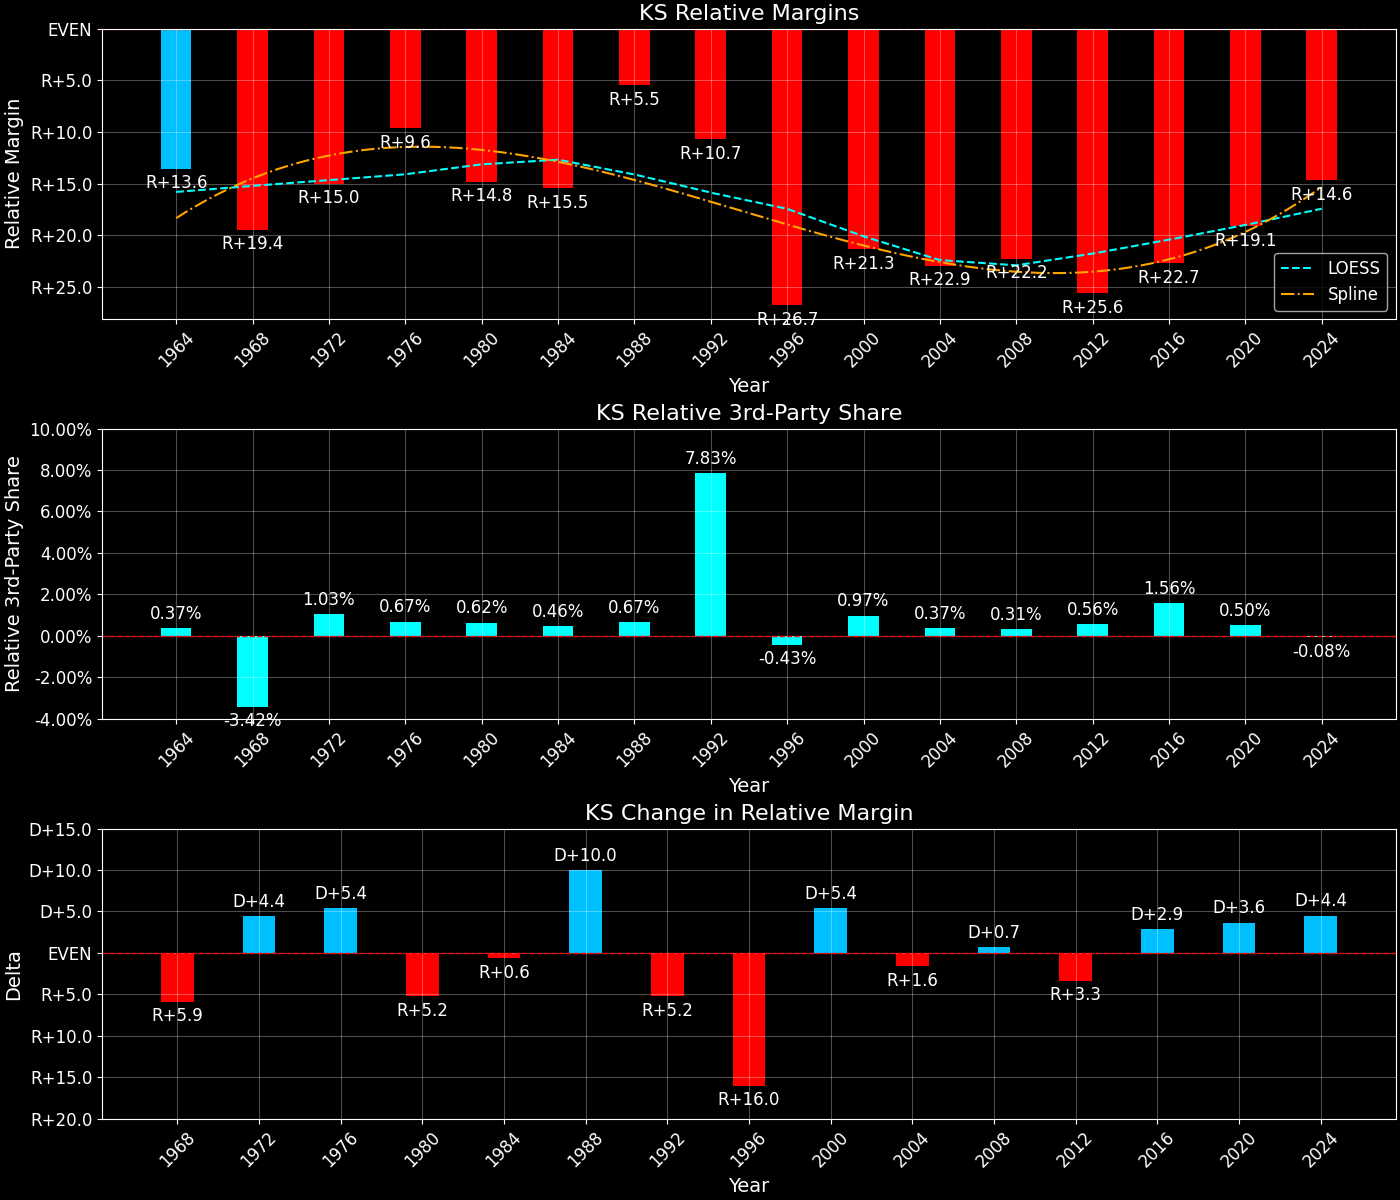 KS Relative Margins
EVEN
R+5.0
R+10.0
R+15.0
R+20.0
R+25.0
Relative Margin
R+13.6
R+19.4
R+15.0
R+9.6
R+14.8
R+15.5
R+5.5
R+10.7
R+26.7
R+21.3
R+22.9
R+22.2
R+25.6
R+22.7
R+19.1
R+14.6
LOESS
Spline
1964 1968 1972 1976 1980 1984 1988 1992 1996 2000 2004 2008 2012 2016 2020 2024
Year
KS Relative 3rd-Party Share
10.00%
8.00%
6.00%
4.00%
2.00%
0.00%
-2.00%
-4.00%
Relative 3rd-Party Share
0.37%
-3.42%
1.03%
0.67%
0.62%
0.46%
0.67%
7.83%
-0.43%
0.97%
0.37%
0.31%
0.56%
1.56%
0.50%
-0.08%
1964 1968 1972 1976 1980 1984 1988 1992 1996 2000 2004 2008 2012 2016 2020 2024
Year
KS Change in Relative Margin
D+15.0
D+10.0
D+5.0
EVEN
R+5.0
R+10.0
R+15.0
R+20.0
Delta
R+5.9
D+4.4
D+5.4
R+5.2
R+0.6
D+10.0
R+5.2
R+16.0
D+5.4
R+1.6
D+0.7
R+3.3
D+2.9
D+3.6
D+4.4
1968 1972 1976 1980 1984 1988 1992 1996 2000 2004 2008 2012 2016 2020 2024
Year